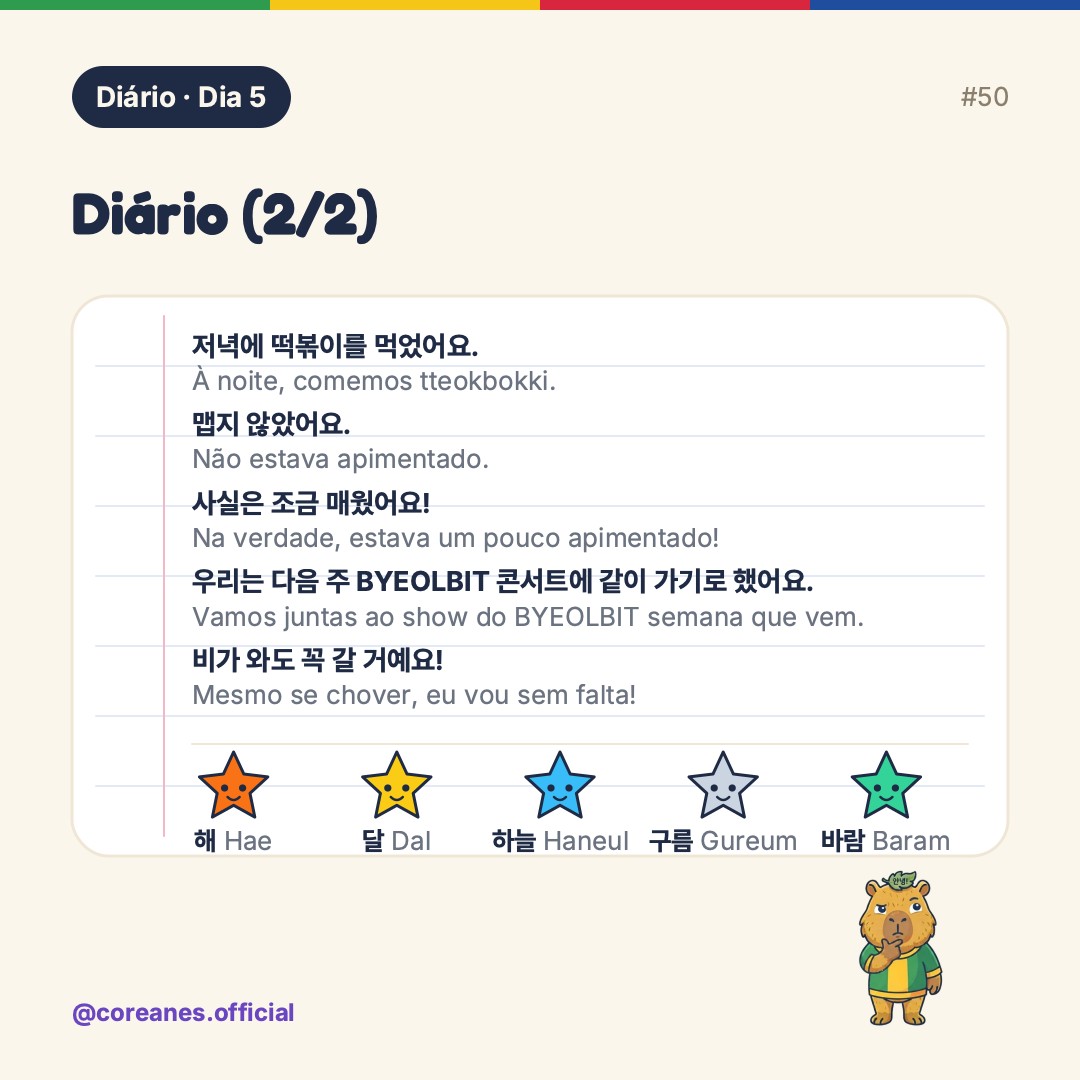 Diário · Dia 5
#50
Diário (2/2)
저녁에 떡볶이를 먹었어요.
À noite, comemos tteokbokki.
맵지 않았어요.
Não estava apimentado.
사실은 조금 매웠어요!
Na verdade, estava um pouco apimentado!
우리는 다음 주 BYEOLBIT 콘서트에 같이 가기로 했어요.
Vamos juntas ao show do BYEOLBIT semana que vem.
비가 와도 꼭 갈 거예요!
Mesmo se chover, eu vou sem falta!
해 Hae
달 Dal
하늘 Haneul
구름 Gureum
바람 Baram
안녕!
@coreanes.official